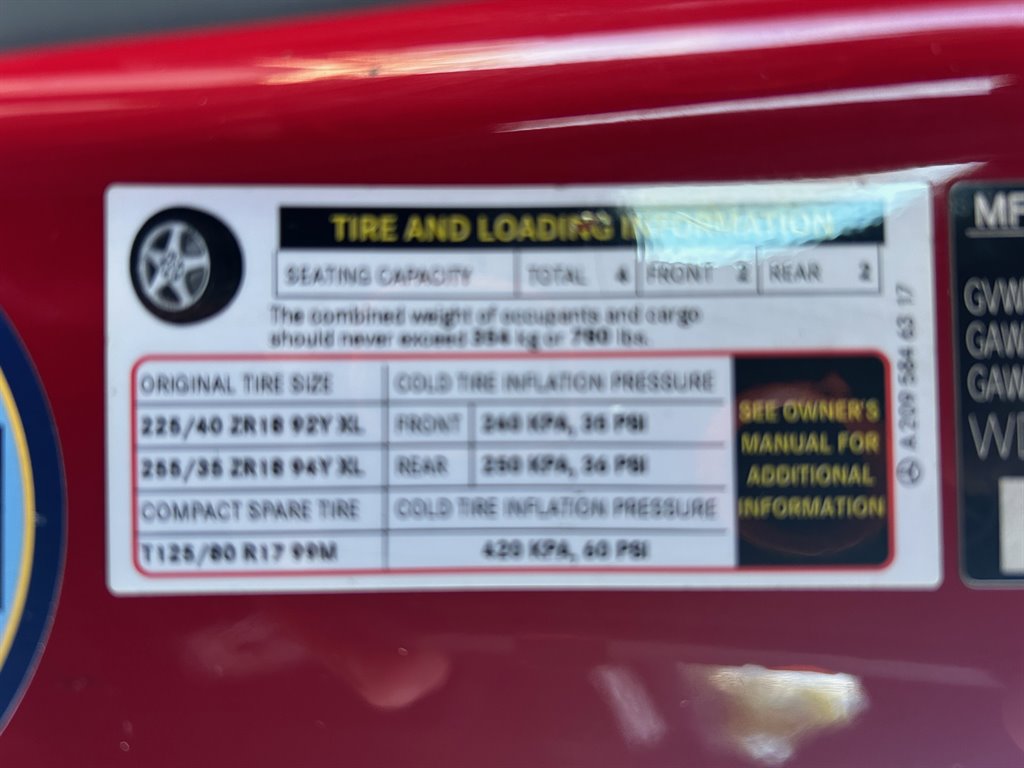 TIRE AND LOADING INFORMATION
SEATING CAPACITY TOTAL 4 FRONT 2 REAR 2
The combined weight of occupants and cargo
should never exceed 354 kg or 780 lbs.
ORIGINAL TIRE SIZE COLD TIRE INFLATION PRESSURE
225/40 ZR18 92Y XL FRONT 240 KPA, 35 PSI
255/35 ZR18 94Y XL REAR 250 KPA, 36 PSI
COMPACT SPARE TIRE COLD TIRE INFLATION PRESSURE
T125/80 R17 99M 420 KPA, 60 PSI
SEE OWNER'S
MANUAL FOR
ADDITIONAL
INFORMATION
A 209 584 63 17
MF
GVW
GAW
GAW